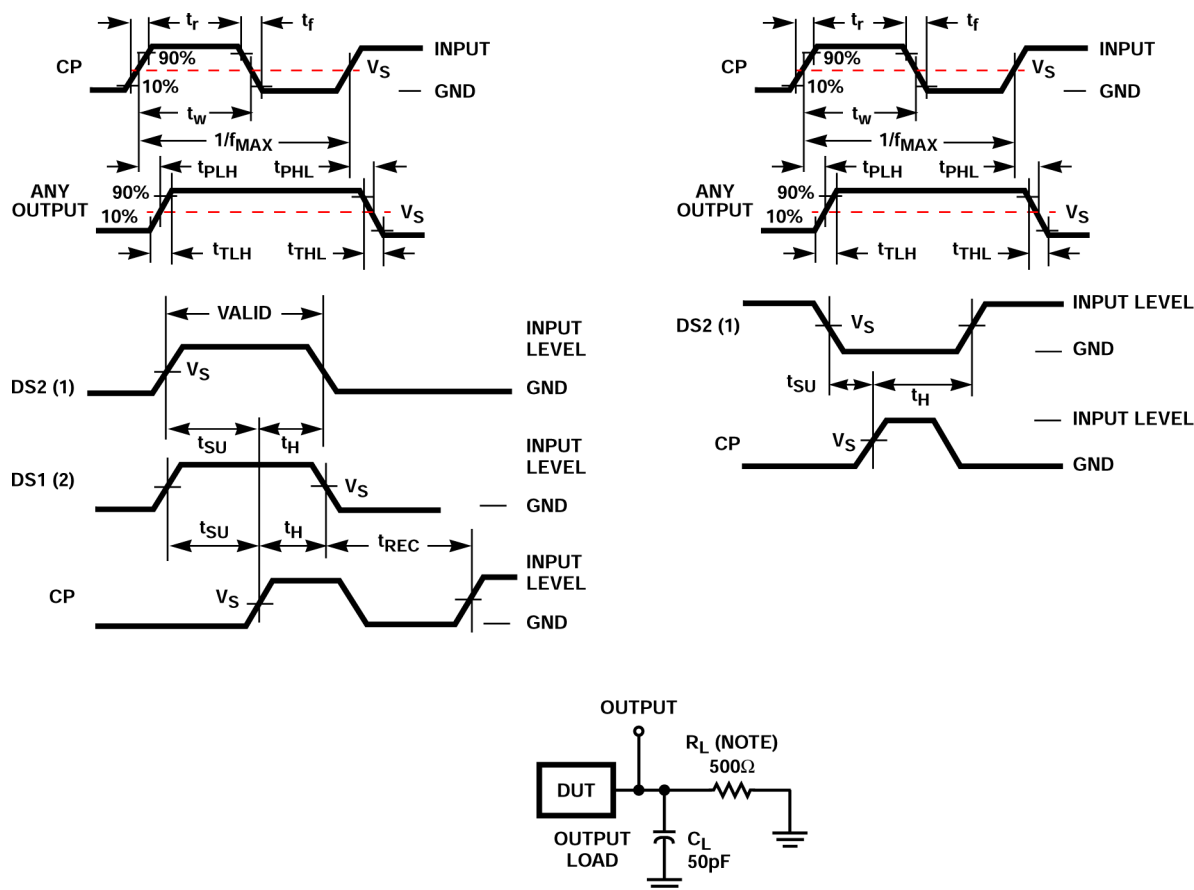 tr
tf
INPUT
CP
90%
VS
10%
GND
tw
1/fMAX
tPLH
tPHL
ANY
OUTPUT
90%
10%
VS
tTLH
tTHL
VALID
INPUT
LEVEL
DS2 (1)
VS
GND
tSU
tH
INPUT
LEVEL
DS1 (2)
VS
GND
tSU
tH
tREC
INPUT
LEVEL
CP
VS
GND
tr
tf
INPUT
CP
90%
VS
10%
GND
tw
1/fMAX
tPLH
tPHL
ANY
OUTPUT
90%
10%
VS
tTLH
tTHL
INPUT LEVEL
DS2 (1)
VS
GND
tSU
tH
INPUT LEVEL
CP
VS
GND
OUTPUT
RL (NOTE)
500Ω
DUT
OUTPUT
LOAD
CL
50pF